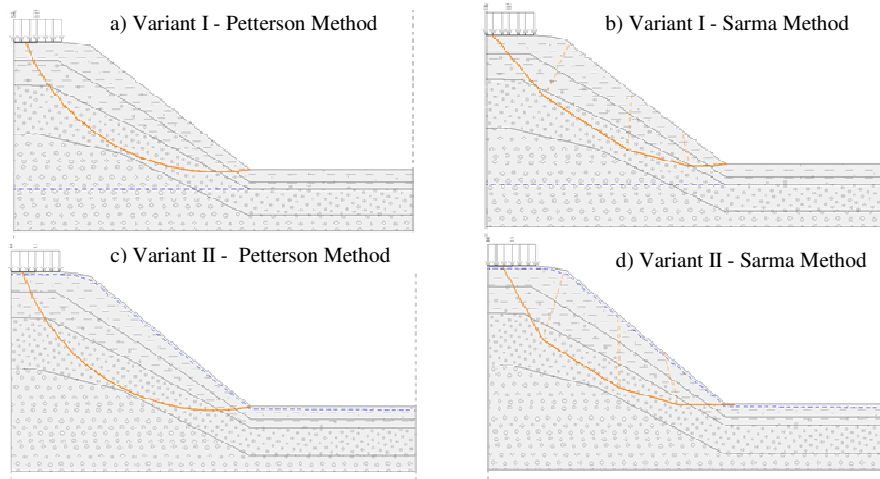 a) Variant I - Petterson Method
b) Variant I - Sarma Method
c) Variant II - Petterson Method
d) Variant II - Sarma Method